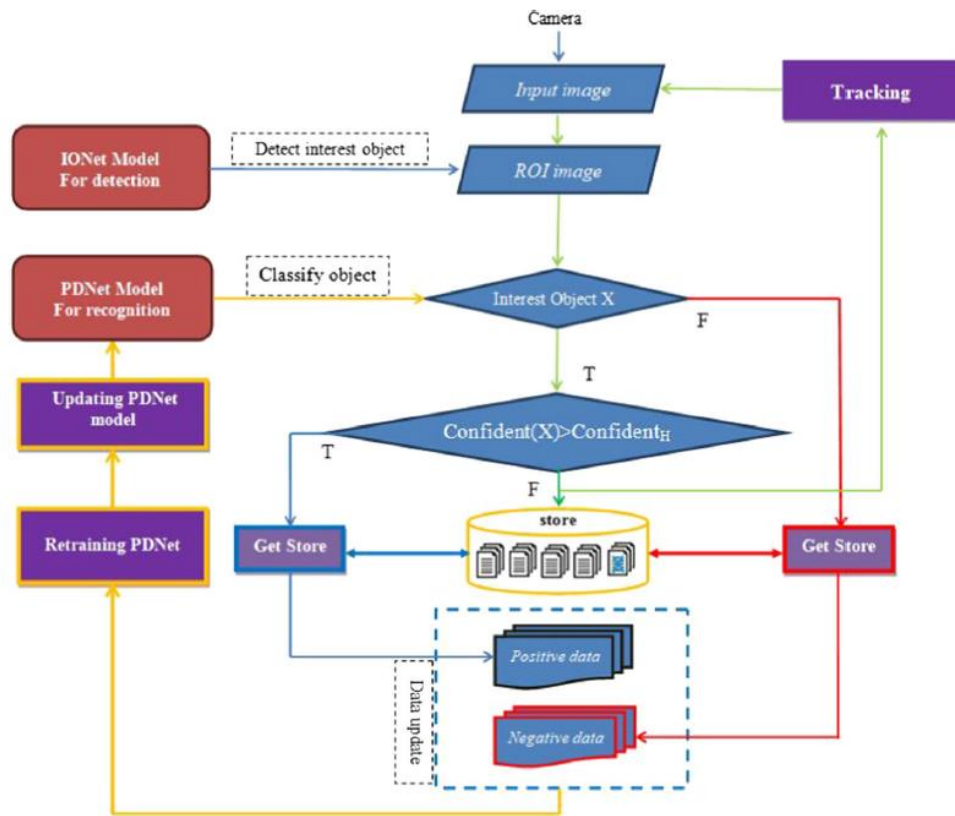 Camera
Input image
Tracking
IONet Model
For detection
Detect interest object
ROI image
PDNet Model
For recognition
Classify object
Interest Object X
F
T
Updating PDNet
model
Confident(X)>Confident_H
T
F
Retraining PDNet
Get Store
store
Get Store
Positive data
Data update
Negative data